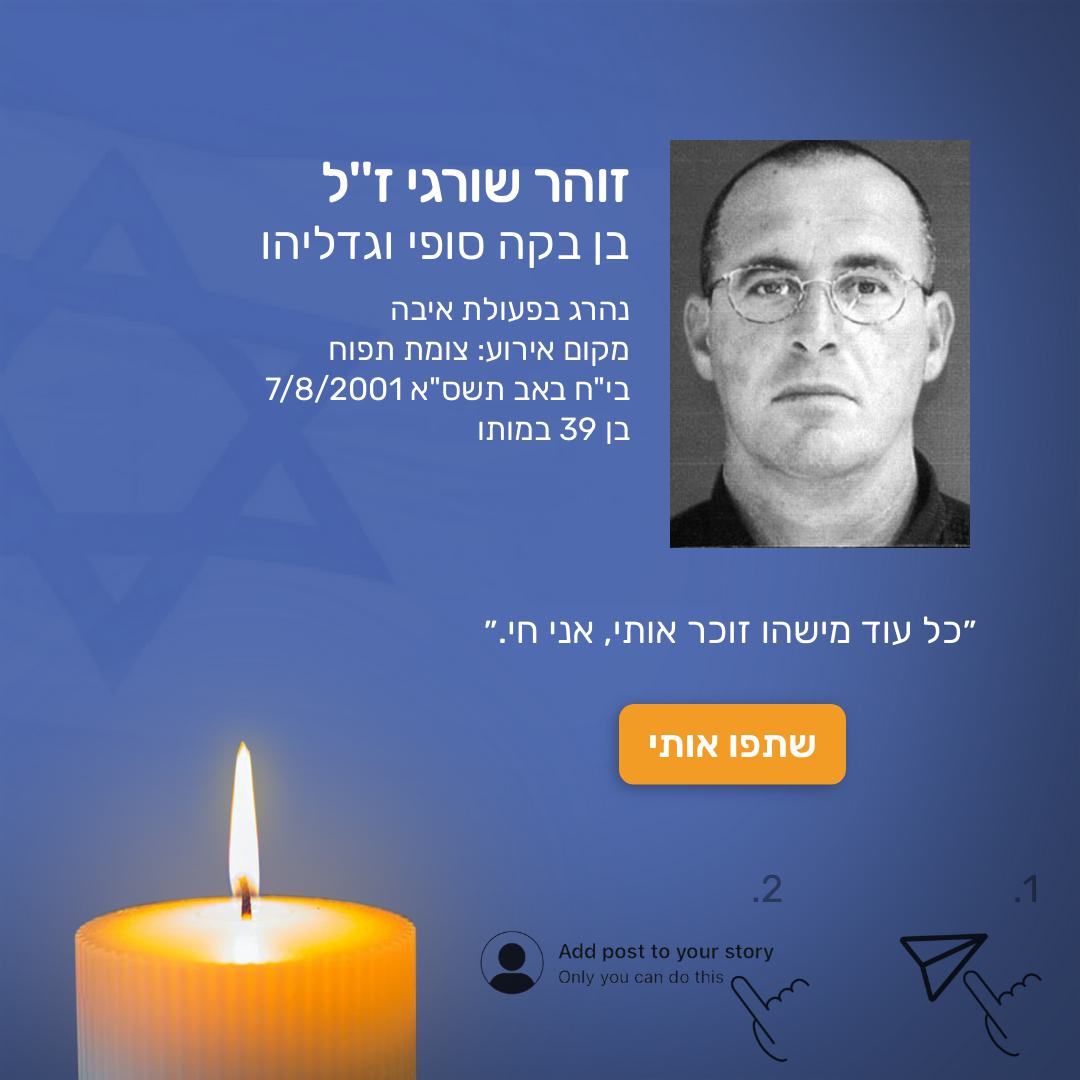 זוהר שורגי ז"ל
בן בקה סופי וגדליהו
נהרג בפעולת איבה
מקום אירוע: צומת תפוח
בי"ח באב תשס"א 7/8/2001
בן 39 במותו
״כל עוד מישהו זוכר אותי, אני חי.״
שתפו אותי
1.
2.
Add post to your story
Only you can do this